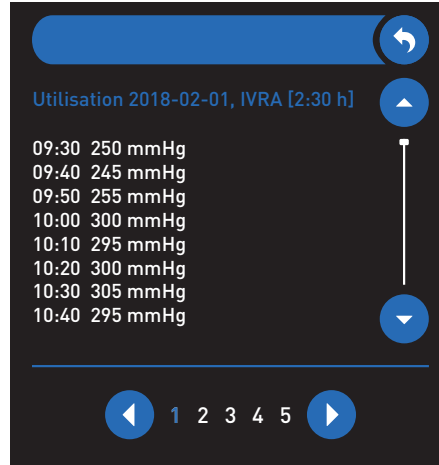 Utilisation 2018-02-01, IVRA [2:30 h]
09:30 250 mmHg
09:40 245 mmHg
09:50 255 mmHg
10:00 300 mmHg
10:10 295 mmHg
10:20 300 mmHg
10:30 305 mmHg
10:40 295 mmHg
1 2 3 4 5